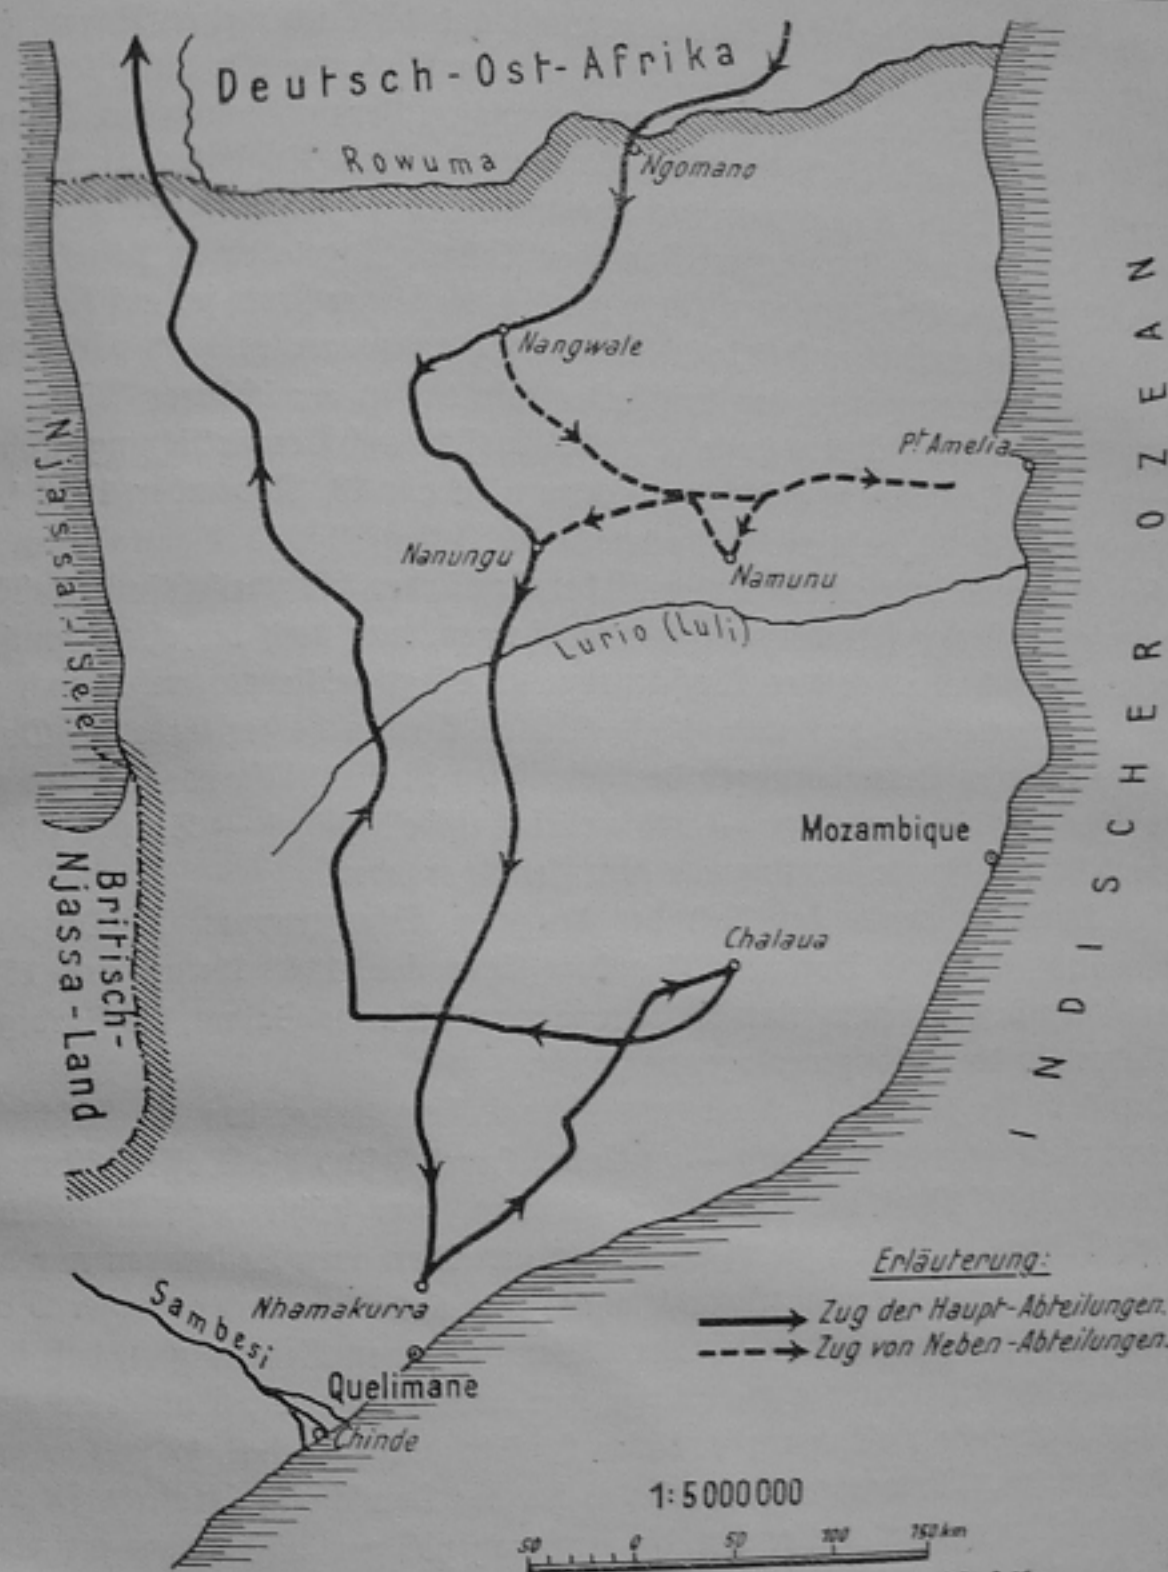 Deutsch-Ost-Afrika
Rowuma
Ngomano
Nangwale
Pt Amelia
Nanungu
Namunu
Lurio (Luli)
Njassa-See
INDISCHER OZEAN
Mozambique
Britisch-
Njassa-Land
Chalaua
Erläuterung:
Zug der Haupt-Abteilungen.
Zug von Neben-Abteilungen.
Nhamakurra
Sambesi
Quelimane
Chinde
1:5000000
50 0 50 100 150 km